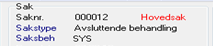 Sak
Saknr. 000012 Hovedsak
Sakstype Avsluttende behandling
Saksbeh SYS